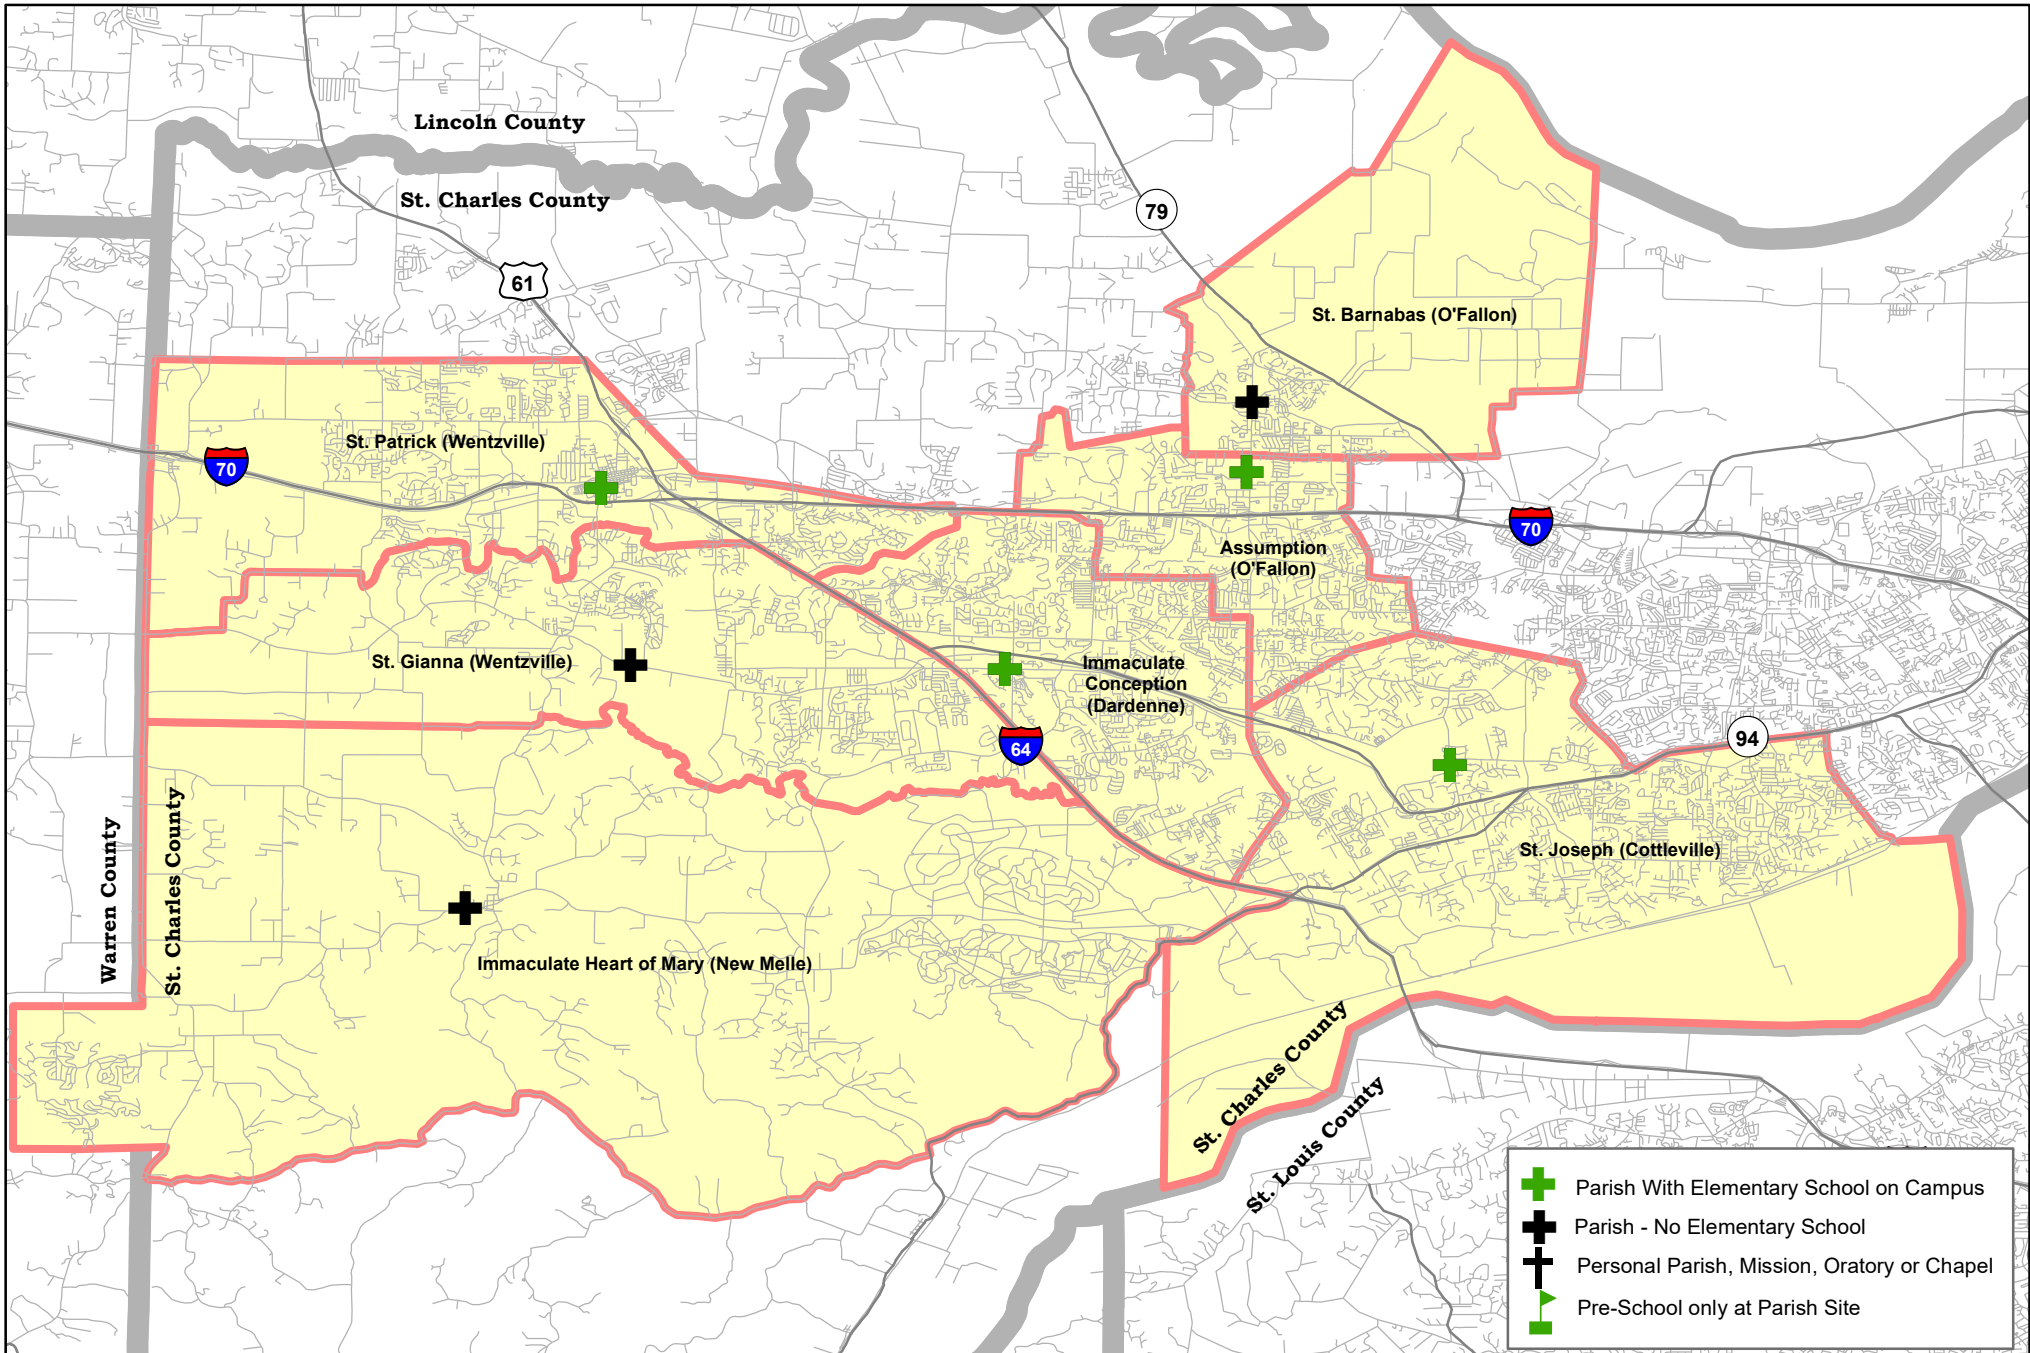 Lincoln County
St. Charles County
79
61
St. Barnabas (O'Fallon)
St. Patrick (Wentzville)
70
70
Assumption
(O'Fallon)
St. Gianna (Wentzville)
Immaculate
Conception
(Dardenne)
64
94
Warren County
St. Charles County
St. Joseph (Cottleville)
Immaculate Heart of Mary (New Melle)
St. Charles County
St. Louis County
Parish With Elementary School on Campus
Parish - No Elementary School
Personal Parish, Mission, Oratory or Chapel
Pre-School only at Parish Site